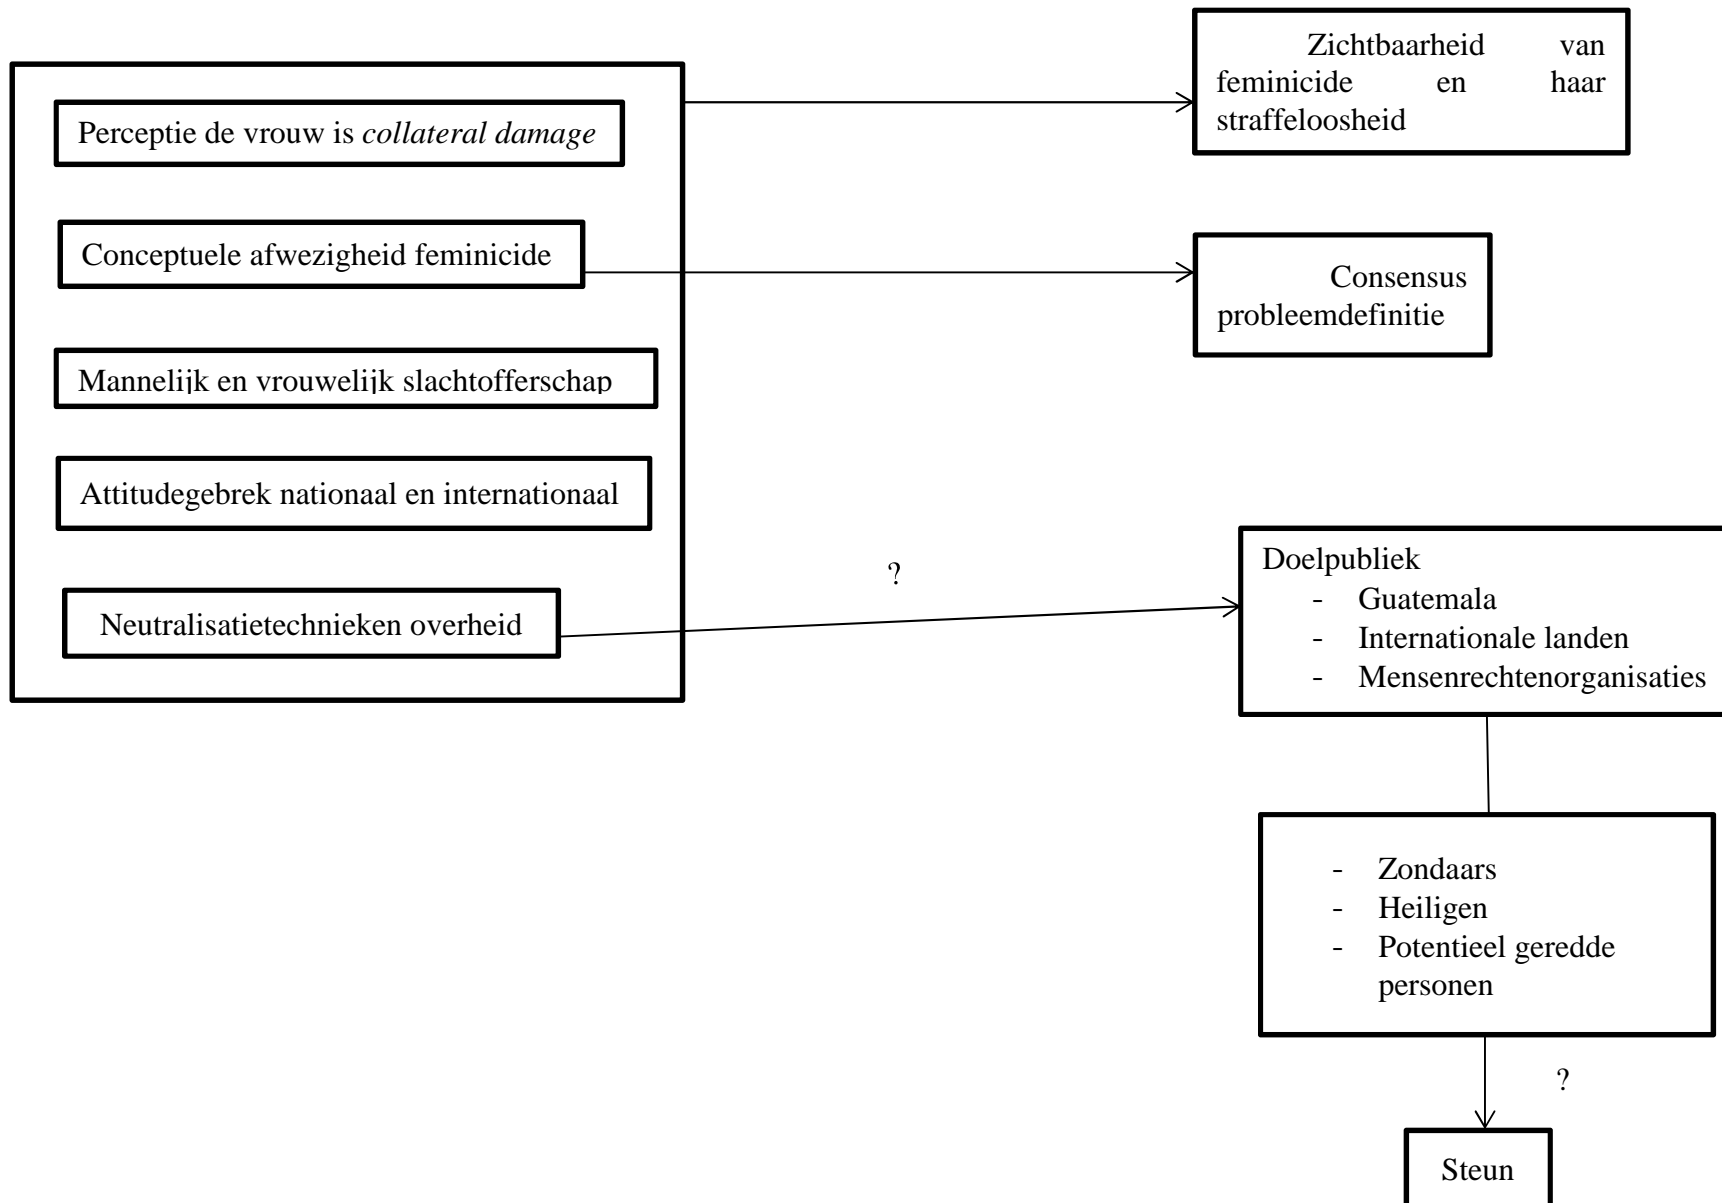 Perceptie de vrouw is collateral damage
Conceptuele afwezigheid feminicide
Mannelijk en vrouwelijk slachtofferschap
Attitudegebrek nationaal en internationaal
Neutralisatietechnieken overheid
Zichtbaarheid van
feminicide en haar
straffeloosheid
Consensus
probleemdefinitie
?
Doelpubliek
- Guatemala
- Internationale landen
- Mensenrechtenorganisaties
- Zondaars
- Heiligen
- Potentieel geredde
personen
?
Steun